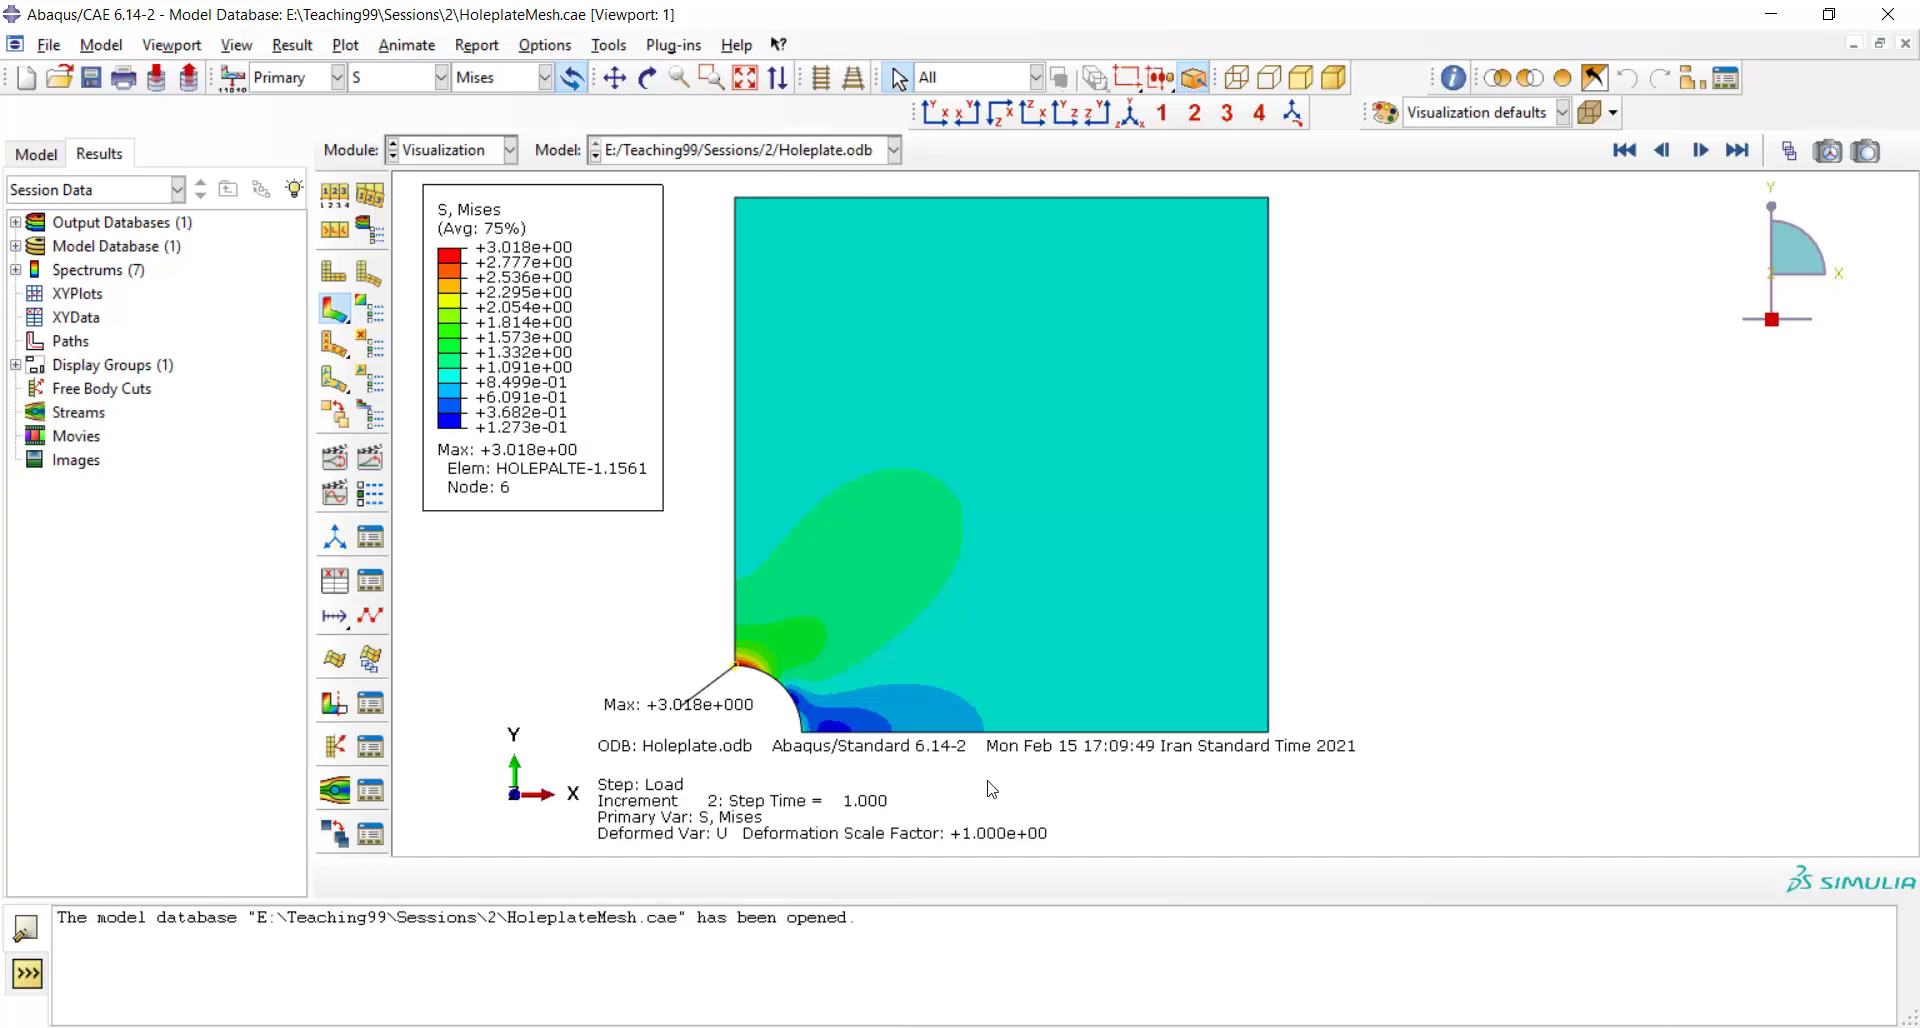 Abaqus/CAE 6.14-2 - Model Database: E:\Teaching99\Sessions\2\HoleplateMesh.cae [Viewport: 1]
File Model Viewport View Result Plot Animate Report Options Tools Plug-ins Help
Primary S Mises All
1 2 3 4 Visualization defaults
Model Results
Module: Visualization Model: E:/Teaching99/Sessions/2/Holeplate.odb
Session Data
Output Databases (1)
Model Database (1)
Spectrums (7)
XYPlots
XYData
Paths
Display Groups (1)
Free Body Cuts
Streams
Movies
Images
S, Mises
(Avg: 75%)
+3.018e+00
+2.777e+00
+2.536e+00
+2.295e+00
+2.054e+00
+1.814e+00
+1.573e+00
+1.332e+00
+1.091e+00
+8.499e-01
+6.091e-01
+3.682e-01
+1.273e-01
Max: +3.018e+00
Elem: HOLEPALTE-1.1561
Node: 6
Y
Z X
Max: +3.018e+000
Y
X
ODB: Holeplate.odb Abaqus/Standard 6.14-2 Mon Feb 15 17:09:49 Iran Standard Time 2021
Step: Load
Increment 2: Step Time = 1.000
Primary Var: S, Mises
Deformed Var: U Deformation Scale Factor: +1.000e+00
SIMULIA
The model database "E:\Teaching99\Sessions\2\HoleplateMesh.cae" has been opened.